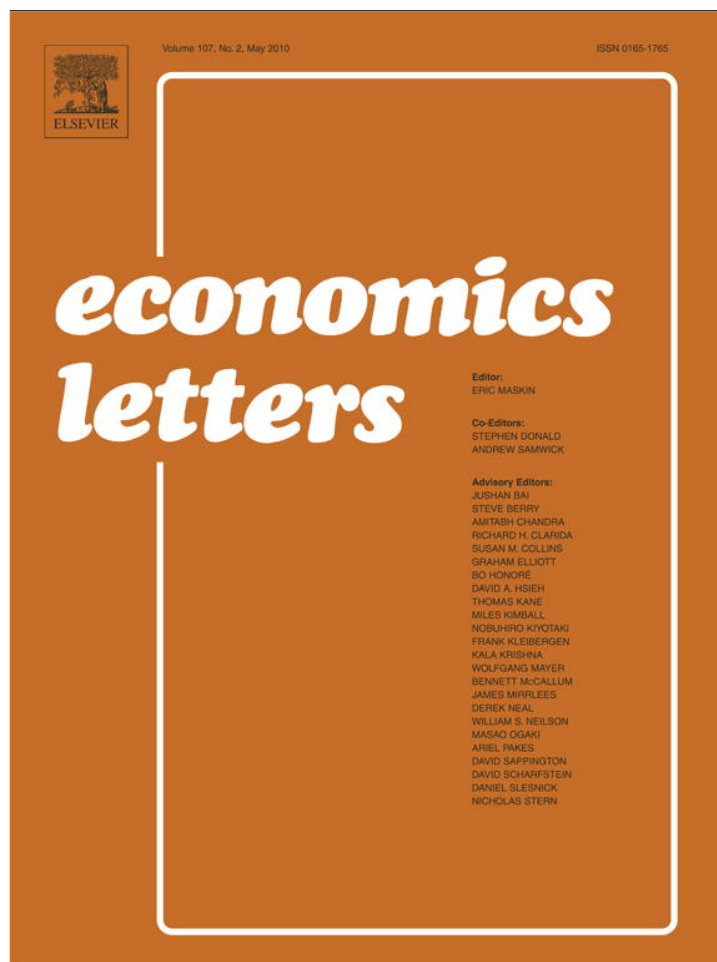 Volume 107, No. 2, May 2010
ISSN 0165-1765
ELSEVIER
economics
letters
Editor:
ERIC MASKIN
Co-Editors:
STEPHEN DONALD
ANDREW SAMWICK
Advisory Editors:
JUSHAN BAI
STEVE BERRY
AMITABH CHANDRA
RICHARD H. CLARIDA
SUSAN M. COLLINS
GRAHAM ELLIOTT
BO HONORÉ
DAVID A. HSIEH
THOMAS KANE
MILES KIMBALL
NOBUHIRO KIYOTAKI
FRANK KLEIBERGEN
KALA KRISHNA
WOLFGANG MAYER
BENNETT McCALLUM
JAMES MIRRLEES
DEREK NEAL
WILLIAM S. NEILSON
MASAO OGAKI
ARIEL PAKES
DAVID SAPPINGTON
DAVID SCHARFSTEIN
DANIEL SLESNICK
NICHOLAS STERN